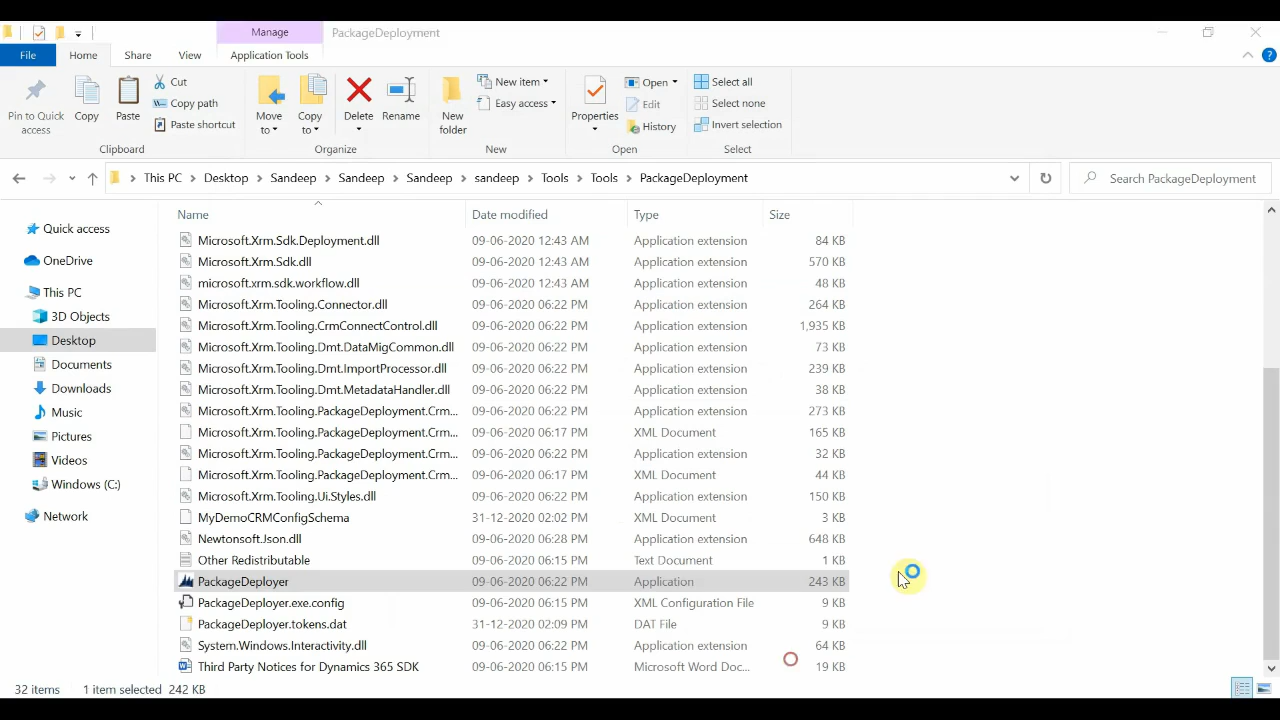 Manage
PackageDeployment
File
Home
Share
View
Application Tools
Pin to Quick
access
Copy
Paste
Cut
Copy path
Paste shortcut
Move
to
Copy
to
Delete
Rename
New
folder
New item
Easy access
Properties
Open
Edit
History
Select all
Select none
Invert selection
Clipboard
Organize
New
Open
Select
This PC > Desktop > Sandeep > Sandeep > Sandeep > sandeep > Tools > Tools > PackageDeployment
Search PackageDeployment
Quick access
OneDrive
This PC
3D Objects
Desktop
Documents
Downloads
Music
Pictures
Videos
Windows (C:)
Network
Name Date modified Type Size
Microsoft.Xrm.Sdk.Deployment.dll 09-06-2020 12:43 AM Application extension 84 KB
Microsoft.Xrm.Sdk.dll 09-06-2020 12:43 AM Application extension 570 KB
microsoft.xrm.sdk.workflow.dll 09-06-2020 12:43 AM Application extension 48 KB
Microsoft.Xrm.Tooling.Connector.dll 09-06-2020 06:22 PM Application extension 264 KB
Microsoft.Xrm.Tooling.CrmConnectControl.dll 09-06-2020 06:22 PM Application extension 1,935 KB
Microsoft.Xrm.Tooling.Dmt.DataMigCommon.dll 09-06-2020 06:22 PM Application extension 73 KB
Microsoft.Xrm.Tooling.Dmt.ImportProcessor.dll 09-06-2020 06:22 PM Application extension 239 KB
Microsoft.Xrm.Tooling.Dmt.MetadataHandler.dll 09-06-2020 06:22 PM Application extension 38 KB
Microsoft.Xrm.Tooling.PackageDeployment.Crm... 09-06-2020 06:22 PM Application extension 273 KB
Microsoft.Xrm.Tooling.PackageDeployment.Crm... 09-06-2020 06:17 PM XML Document 165 KB
Microsoft.Xrm.Tooling.PackageDeployment.Crm... 09-06-2020 06:22 PM Application extension 32 KB
Microsoft.Xrm.Tooling.PackageDeployment.Crm... 09-06-2020 06:17 PM XML Document 44 KB
Microsoft.Xrm.Tooling.Ui.Styles.dll 09-06-2020 06:22 PM Application extension 150 KB
MyDemoCRMConfigSchema 31-12-2020 02:02 PM XML Document 3 KB
Newtonsoft.Json.dll 09-06-2020 06:28 PM Application extension 648 KB
Other Redistributable 09-06-2020 06:15 PM Text Document 1 KB
PackageDeployer 09-06-2020 06:22 PM Application 243 KB
PackageDeployer.exe.config 09-06-2020 06:15 PM XML Configuration File 9 KB
PackageDeployer.tokens.dat 31-12-2020 02:09 PM DAT File 9 KB
System.Windows.Interactivity.dll 09-06-2020 06:22 PM Application extension 64 KB
Third Party Notices for Dynamics 365 SDK 09-06-2020 06:15 PM Microsoft Word Doc... 19 KB
32 items 1 item selected 242 KB